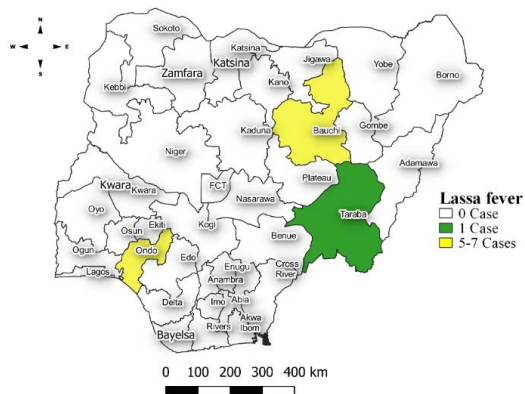 N
W E
S
Sokoto
Katsina
Jigawa
Yobe
Borno
Zamfara
Katsina
Kano
Kebbi
Kaduna
Bauchi
Gombe
Adamawa
Niger
Plateau
Kwara
Kwara
FCT
Nasarawa
Taraba
Oyo
Ekiti
Kogi
Osun
Benue
Ogun
Ondo
Edo
Lagos
Enugu
Cross
River
Anambra
Delta
Imo
Abia
Bayelsa
Rivers
Akwa
Ibom
Lassa fever
0 Case
1 Case
5-7 Cases
0 100 200 300 400 km